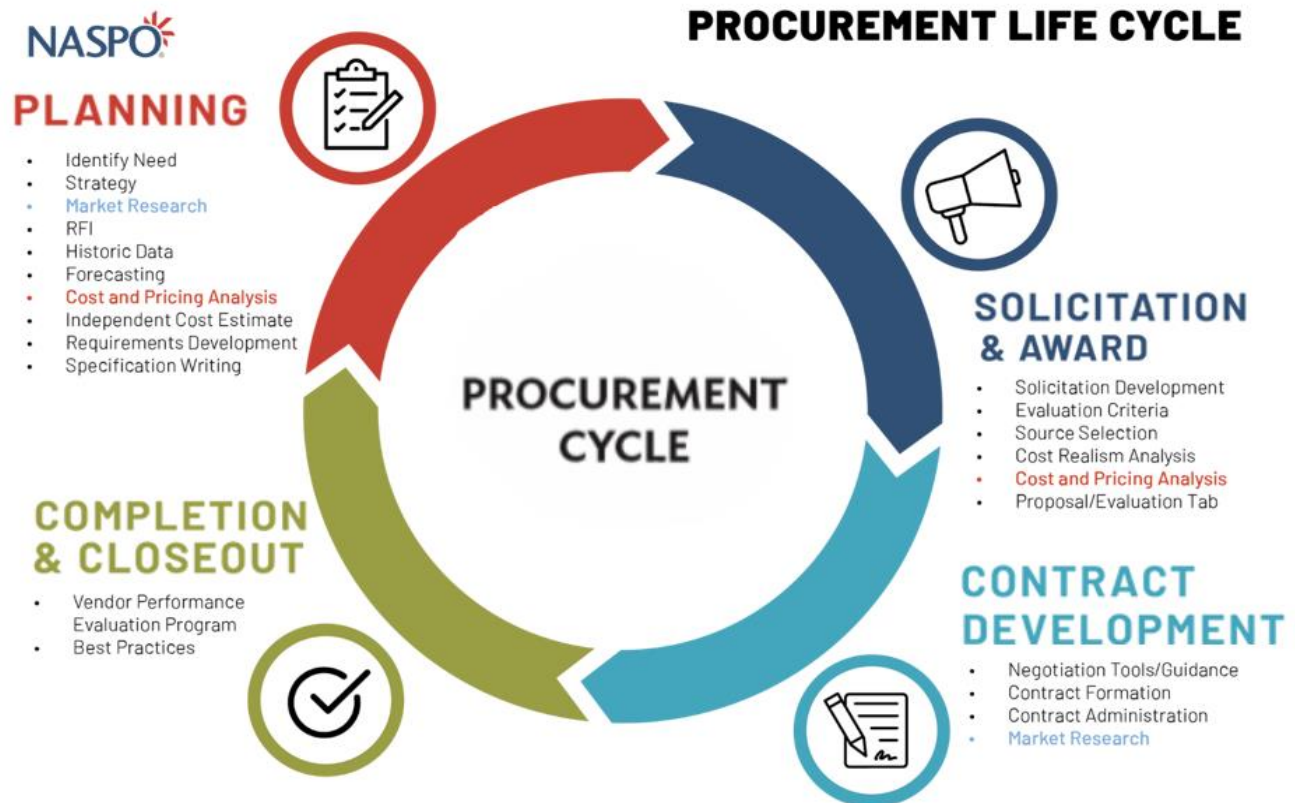 NASPO
PROCUREMENT LIFE CYCLE
PLANNING
• Identify Need
• Strategy
• Market Research
• RFI
• Historic Data
• Forecasting
• Cost and Pricing Analysis
• Independent Cost Estimate
• Requirements Development
• Specification Writing
SOLICITATION
& AWARD
• Solicitation Development
• Evaluation Criteria
• Source Selection
• Cost Realism Analysis
• Cost and Pricing Analysis
• Proposal/Evaluation Tab
PROCUREMENT
CYCLE
CONTRACT
DEVELOPMENT
• Negotiation Tools/Guidance
• Contract Formation
• Contract Administration
• Market Research
COMPLETION
& CLOSEOUT
• Vendor Performance
Evaluation Program
• Best Practices